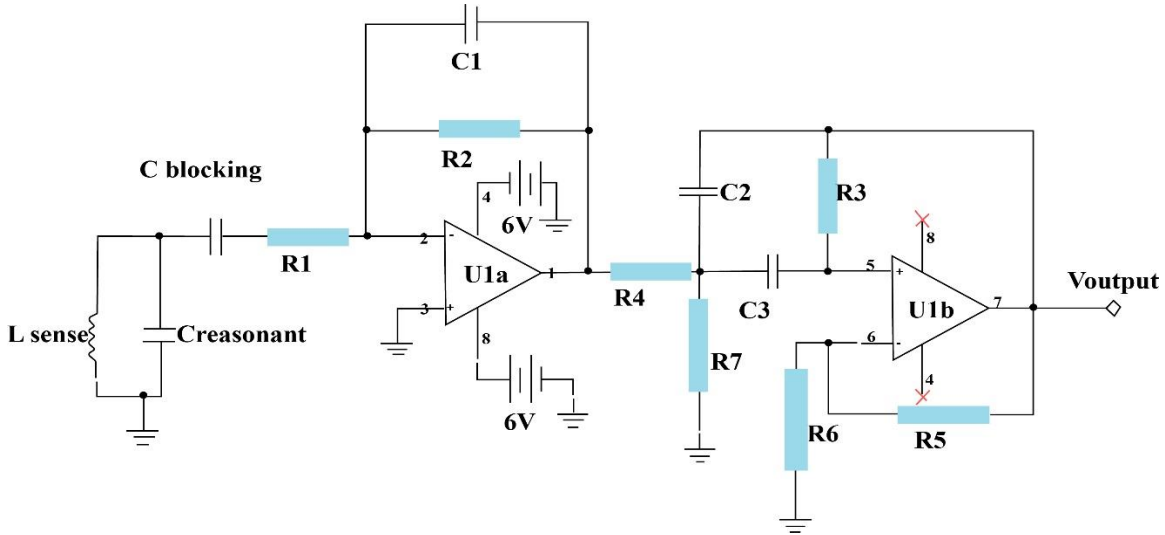 C1
R2
C blocking
4
6V
C2
R3
8
2
-
R1
U1a
1
R4
C3
5
+
U1b
7
Voutput
L sense
Creasonant
3
+
8
6V
R7
6
-
4
R6
R5